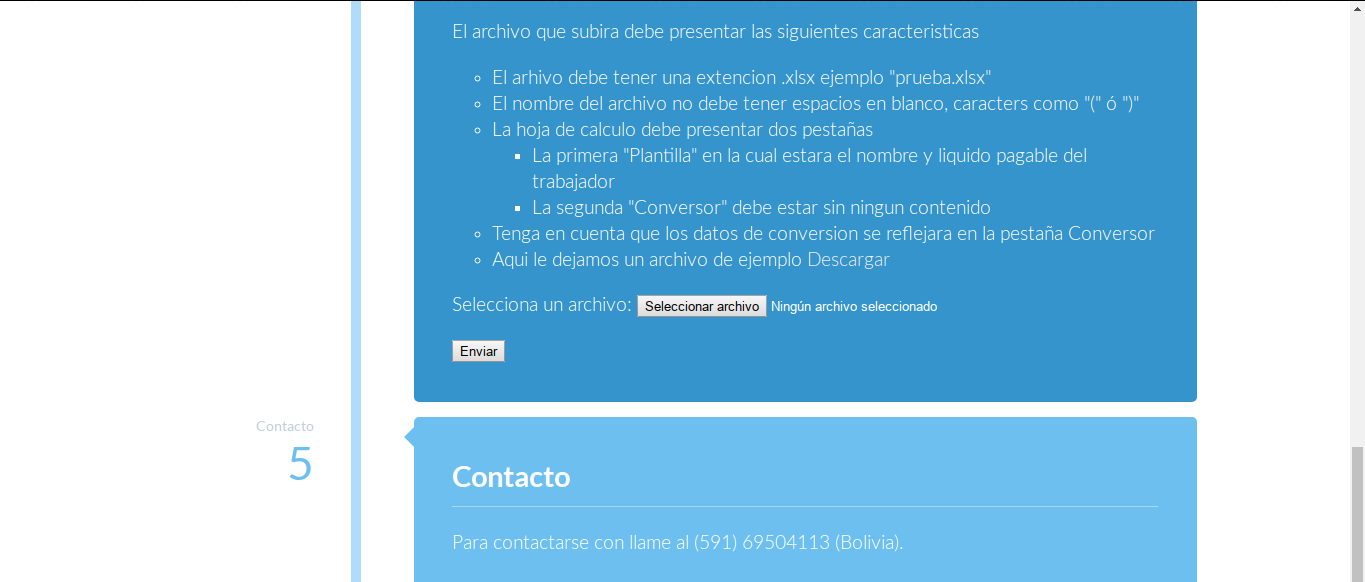 El archivo que subira debe presentar las siguientes caracteristicas
El arhivo debe tener una extencion .xlsx ejemplo "prueba.xlsx"
El nombre del archivo no debe tener espacios en blanco, caracters como "(" ó ")"
La hoja de calculo debe presentar dos pestañas
La primera "Plantilla" en la cual estara el nombre y liquido pagable del
trabajador
La segunda "Conversor" debe estar sin ningun contenido
Tenga en cuenta que los datos de conversion se reflejara en la pestaña Conversor
Aqui le dejamos un archivo de ejemplo Descargar
Selecciona un archivo: Seleccionar archivo Ningún archivo seleccionado
Enviar
Contacto
5
Contacto
Para contactarse con llame al (591) 69504113 (Bolivia).